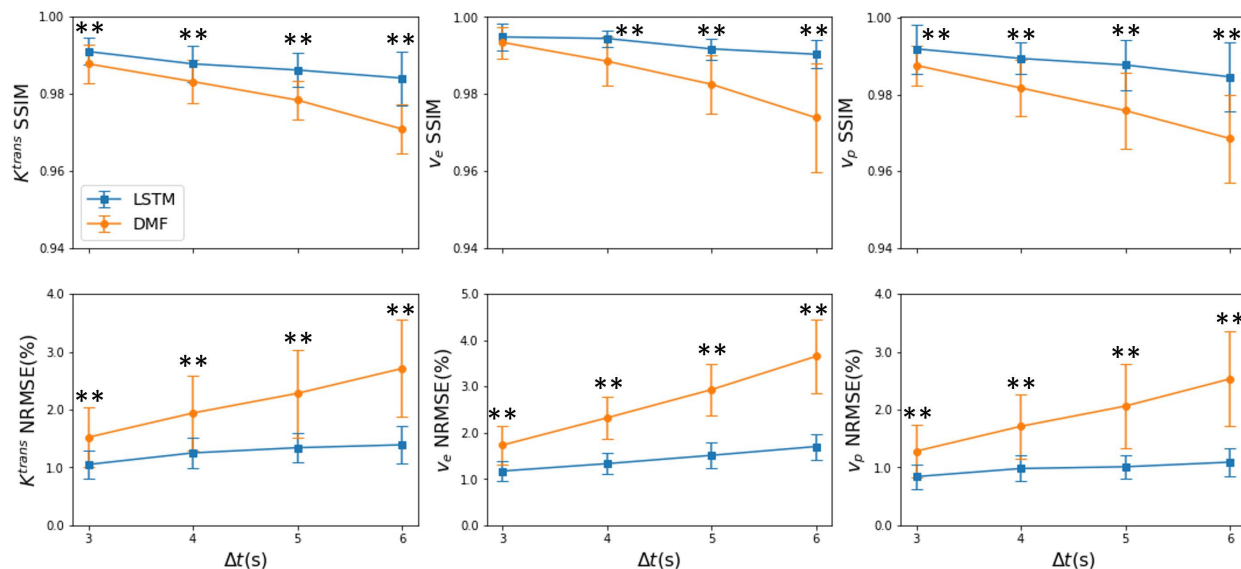 1.00
0.98
0.96
0.94
K^trans SSIM
** ** ** **
LSTM
DMF
1.00
0.98
0.96
0.94
v_e SSIM
** ** **
1.00
0.98
0.96
0.94
v_p SSIM
** ** ** **
4.0
3.0
2.0
1.0
0.0
K^trans NRMSE(%)
** ** ** **
3 4 5 6
Δt(s)
5.0
4.0
3.0
2.0
1.0
0.0
v_e NRMSE(%)
** ** ** **
3 4 5 6
Δt(s)
4.0
3.0
2.0
1.0
0.0
v_p NRMSE(%)
** ** ** **
3 4 5 6
Δt(s)